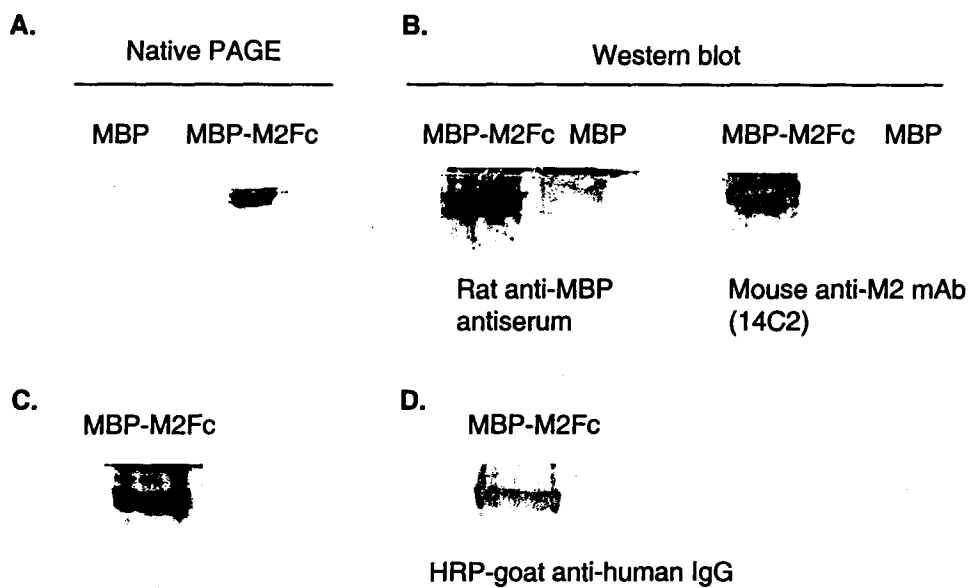 A.
Native PAGE
MBP MBP-M2Fc
B.
Western blot
MBP-M2Fc MBP MBP-M2Fc MBP
Rat anti-MBP
antiserum
Mouse anti-M2 mAb
(14C2)
C.
MBP-M2Fc
D.
MBP-M2Fc
HRP-goat anti-human IgG